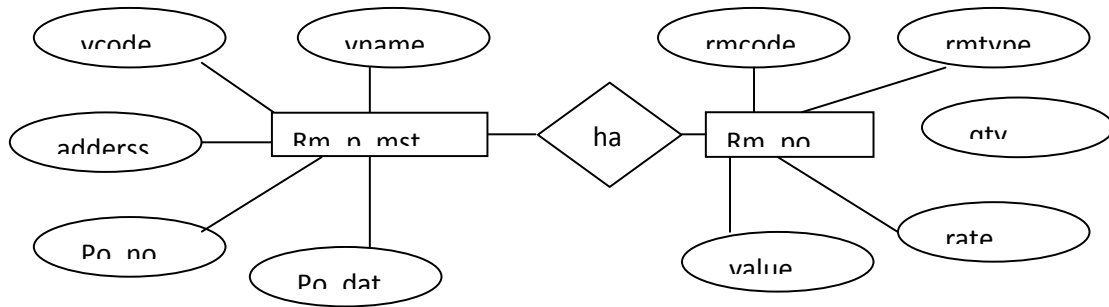 vcode
vname
rmcode
rmtype
adderss
Rm_p_mst
ha
Rm_po
qty
Po_no
Po_dat
value
rate